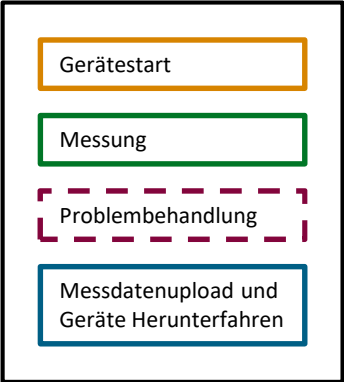 Gerätestart
Messung
Problembehandlung
Messdatenupload und
Geräte Herunterfahren